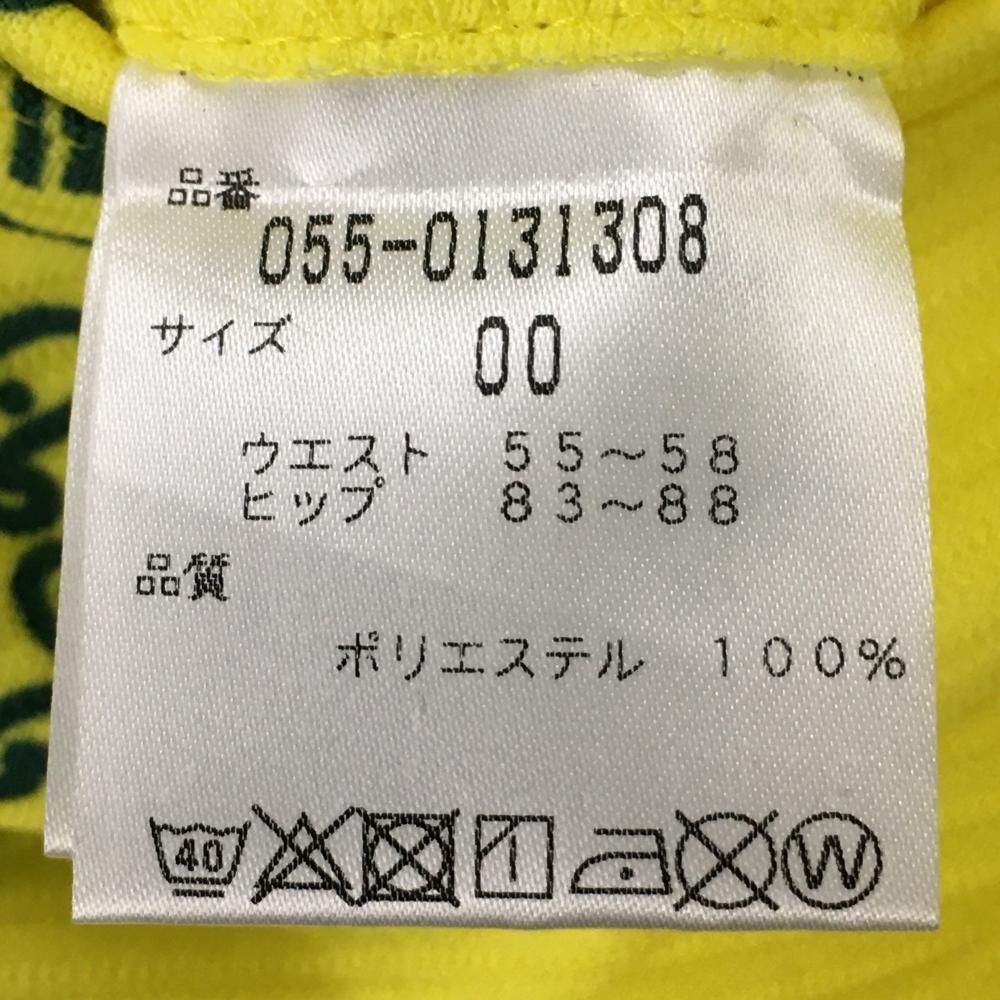 品番
055-0131308
サイズ 00
ウエスト 55～58
ヒップ 83～88
品質
ポリエステル 100%
40 W